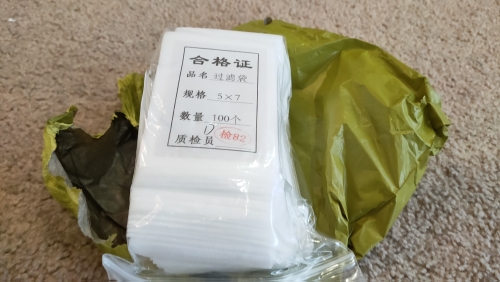 合格证
品名 过滤袋
规格 5×7
数量 100个
质检员 检82